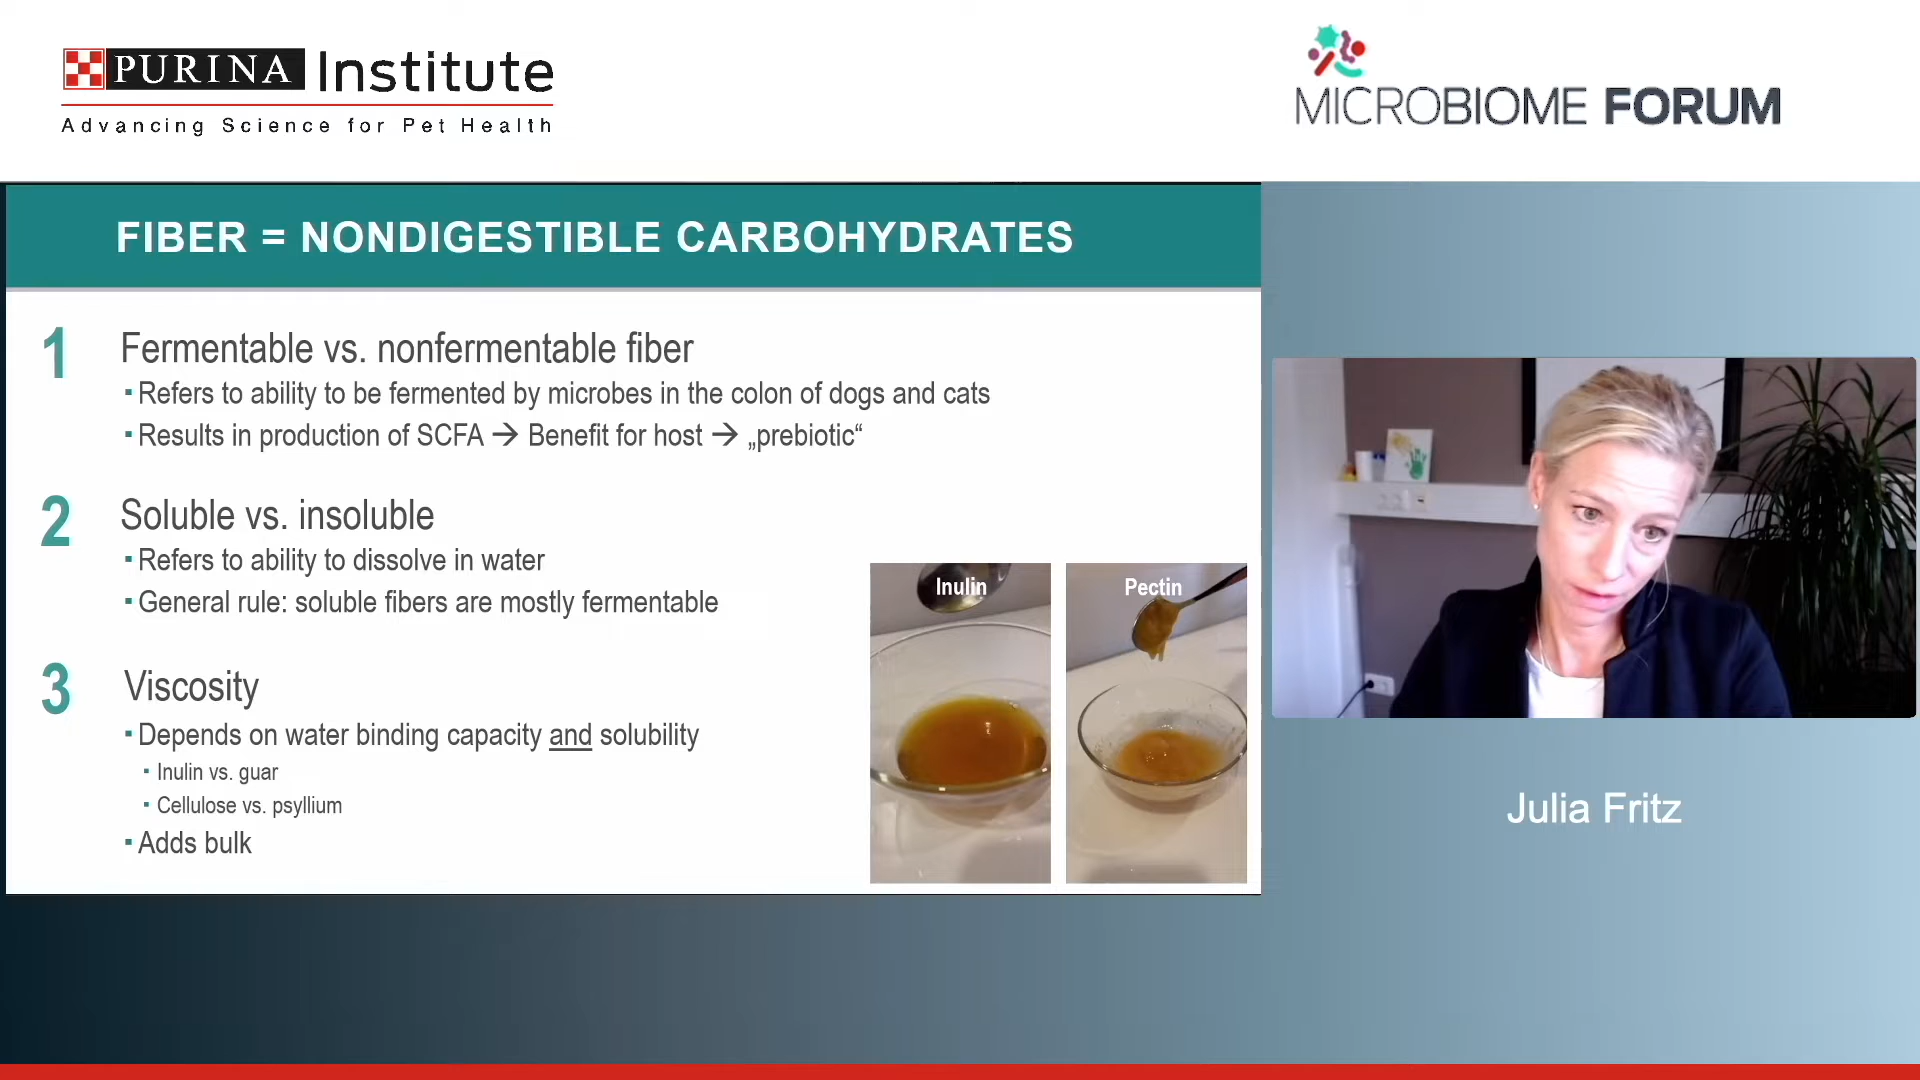 PURINA Institute
Advancing Science for Pet Health
MICROBIOME FORUM
FIBER = NONDIGESTIBLE CARBOHYDRATES
1 Fermentable vs. nonfermentable fiber
▪ Refers to ability to be fermented by microbes in the colon of dogs and cats
▪ Results in production of SCFA → Benefit for host → „prebiotic“
2 Soluble vs. insoluble
▪ Refers to ability to dissolve in water
▪ General rule: soluble fibers are mostly fermentable
3 Viscosity
▪ Depends on water binding capacity and solubility
▪ Inulin vs. guar
▪ Cellulose vs. psyllium
▪ Adds bulk
Inulin
Pectin
Julia Fritz